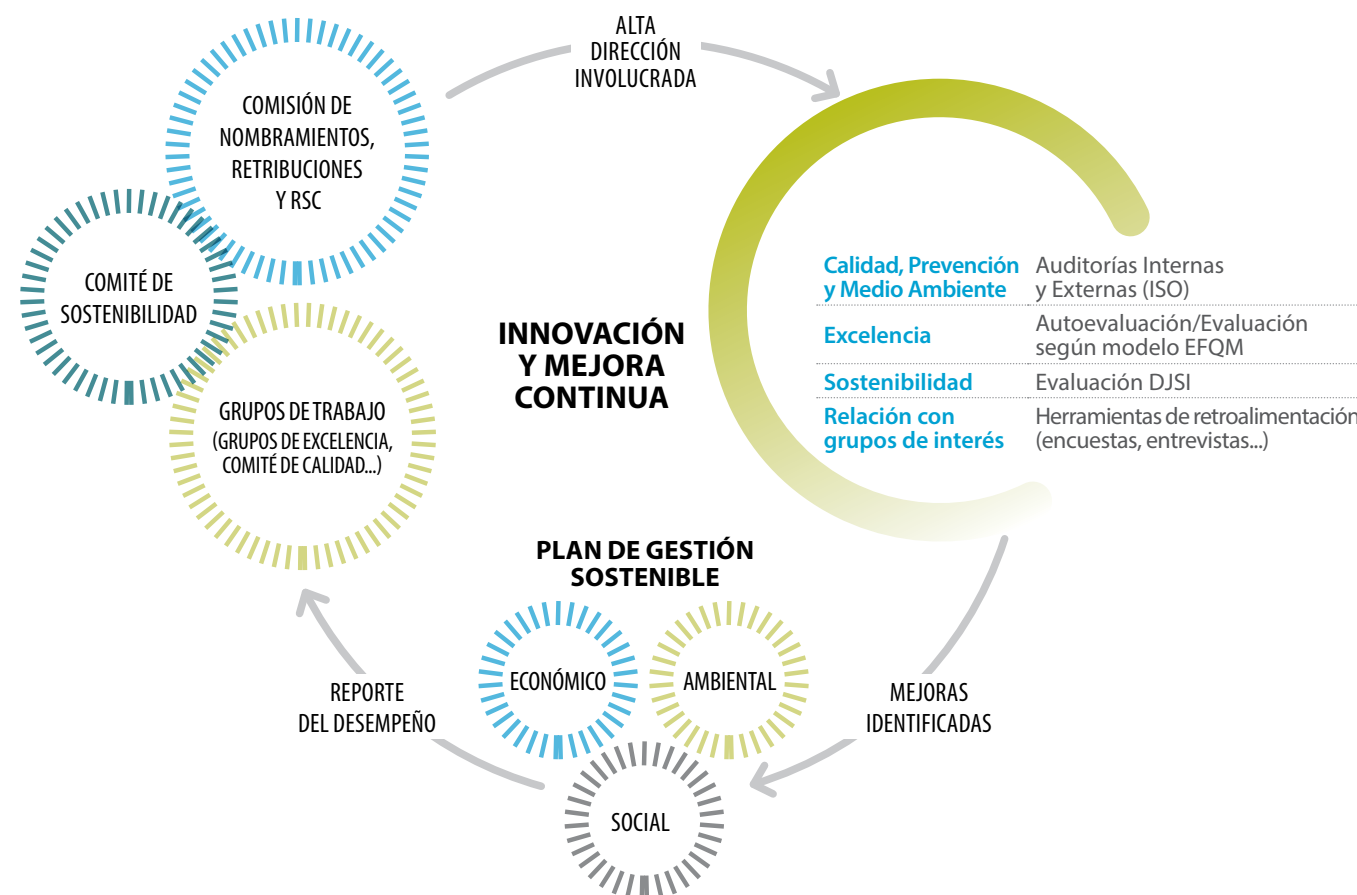 ALTA
DIRECCIÓN
INVOLUCRADA
COMISIÓN DE
NOMBRAMIENTOS,
RETRIBUCIONES
Y RSC
COMITÉ DE
SOSTENIBILIDAD
GRUPOS DE TRABAJO
(GRUPOS DE EXCELENCIA,
COMITÉ DE CALIDAD...)
INNOVACIÓN
Y MEJORA
CONTINUA
Calidad, Prevención
y Medio Ambiente
Auditorías Internas
y Externas (ISO)
Excelencia
Autoevaluación/Evaluación
según modelo EFQM
Sostenibilidad
Evaluación DJSI
Relación con
grupos de interés
Herramientas de retroalimentación
(encuestas, entrevistas...)
PLAN DE GESTIÓN
SOSTENIBLE
ECONÓMICO
AMBIENTAL
SOCIAL
MEJORAS
IDENTIFICADAS
REPORTE
DEL DESEMPEÑO